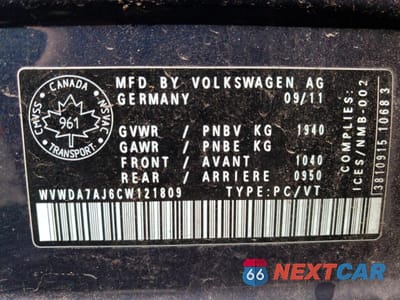 CANADA
CMVSS
NSVAC
961
TRANSPORT
MFD. BY VOLKSWAGEN AG
GERMANY 09/11
GVWR / PNBV KG 1940
GAWR / PNBE KG
FRONT / AVANT 1040
REAR / ARRIERE 0950
WVWDA7AJ6CW121809 TYPE:PC/VT
COMPLIES:
ICES/NMB-002
3810915 10683
66 NEXTCAR